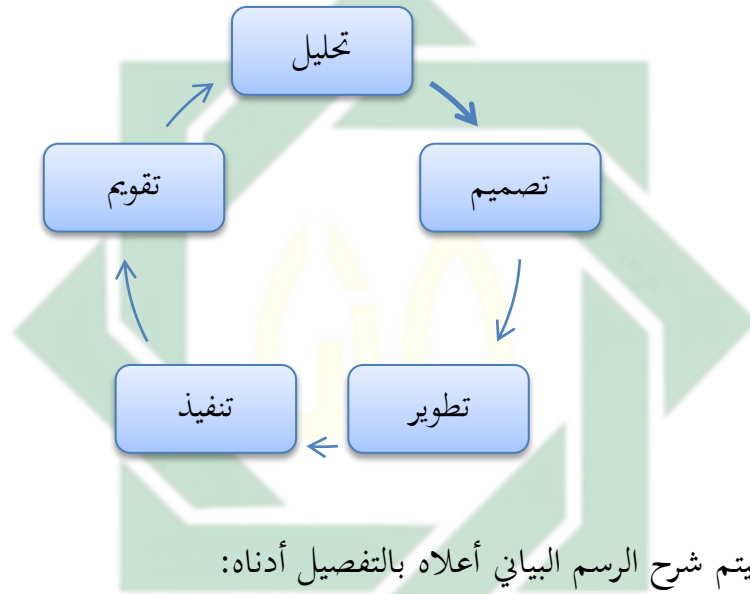 تحليل
تصميم
تطوير
تنفيذ
تقويم
يتم شرح الرسم البياني أعلاه بالتفصيل أدناه: